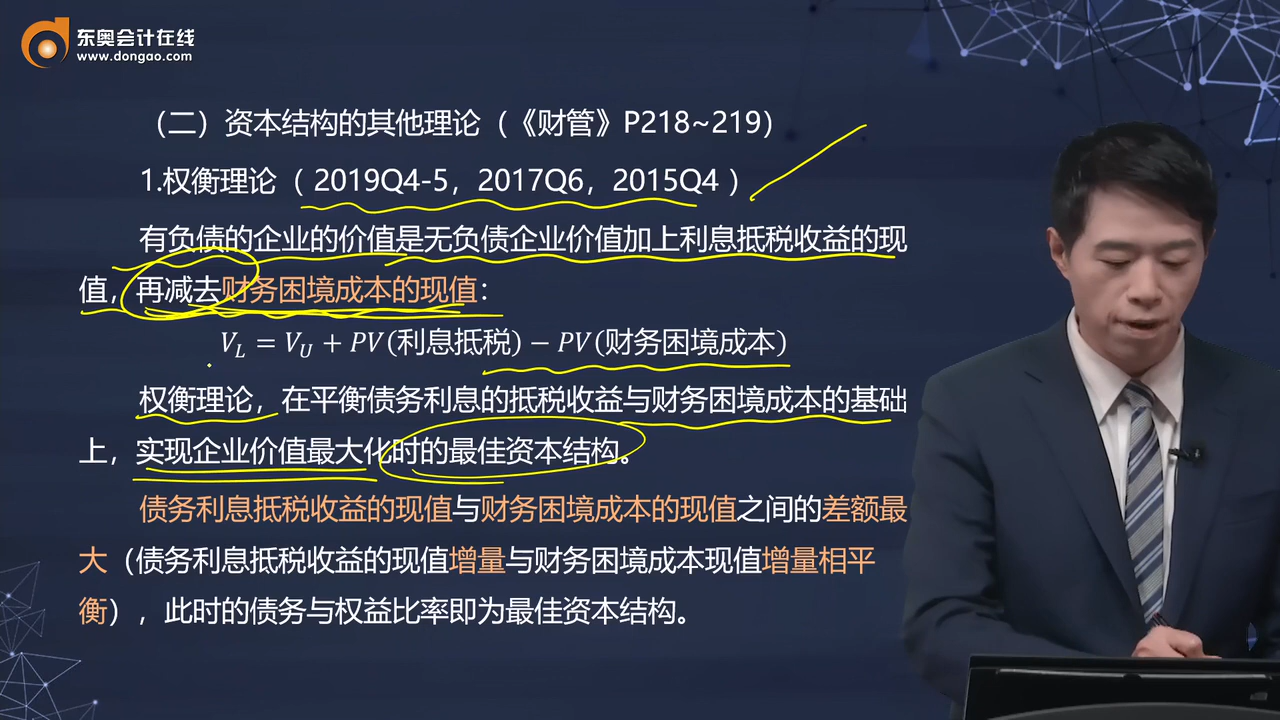 东奥会计在线
www.dongao.com
（二）资本结构的其他理论（《财管》P218~219）
1.权衡理论（2019Q4-5，2017Q6，2015Q4）
有负债的企业的价值是无负债企业价值加上利息抵税收益的现
值，再减去财务困境成本的现值：
V_L = V_U + PV(利息抵税) − PV(财务困境成本)
权衡理论，在平衡债务利息的抵税收益与财务困境成本的基础
上，实现企业价值最大化时的最佳资本结构。
债务利息抵税收益的现值与财务困境成本的现值之间的差额最
大（债务利息抵税收益的现值增量与财务困境成本现值增量相平
衡），此时的债务与权益比率即为最佳资本结构。